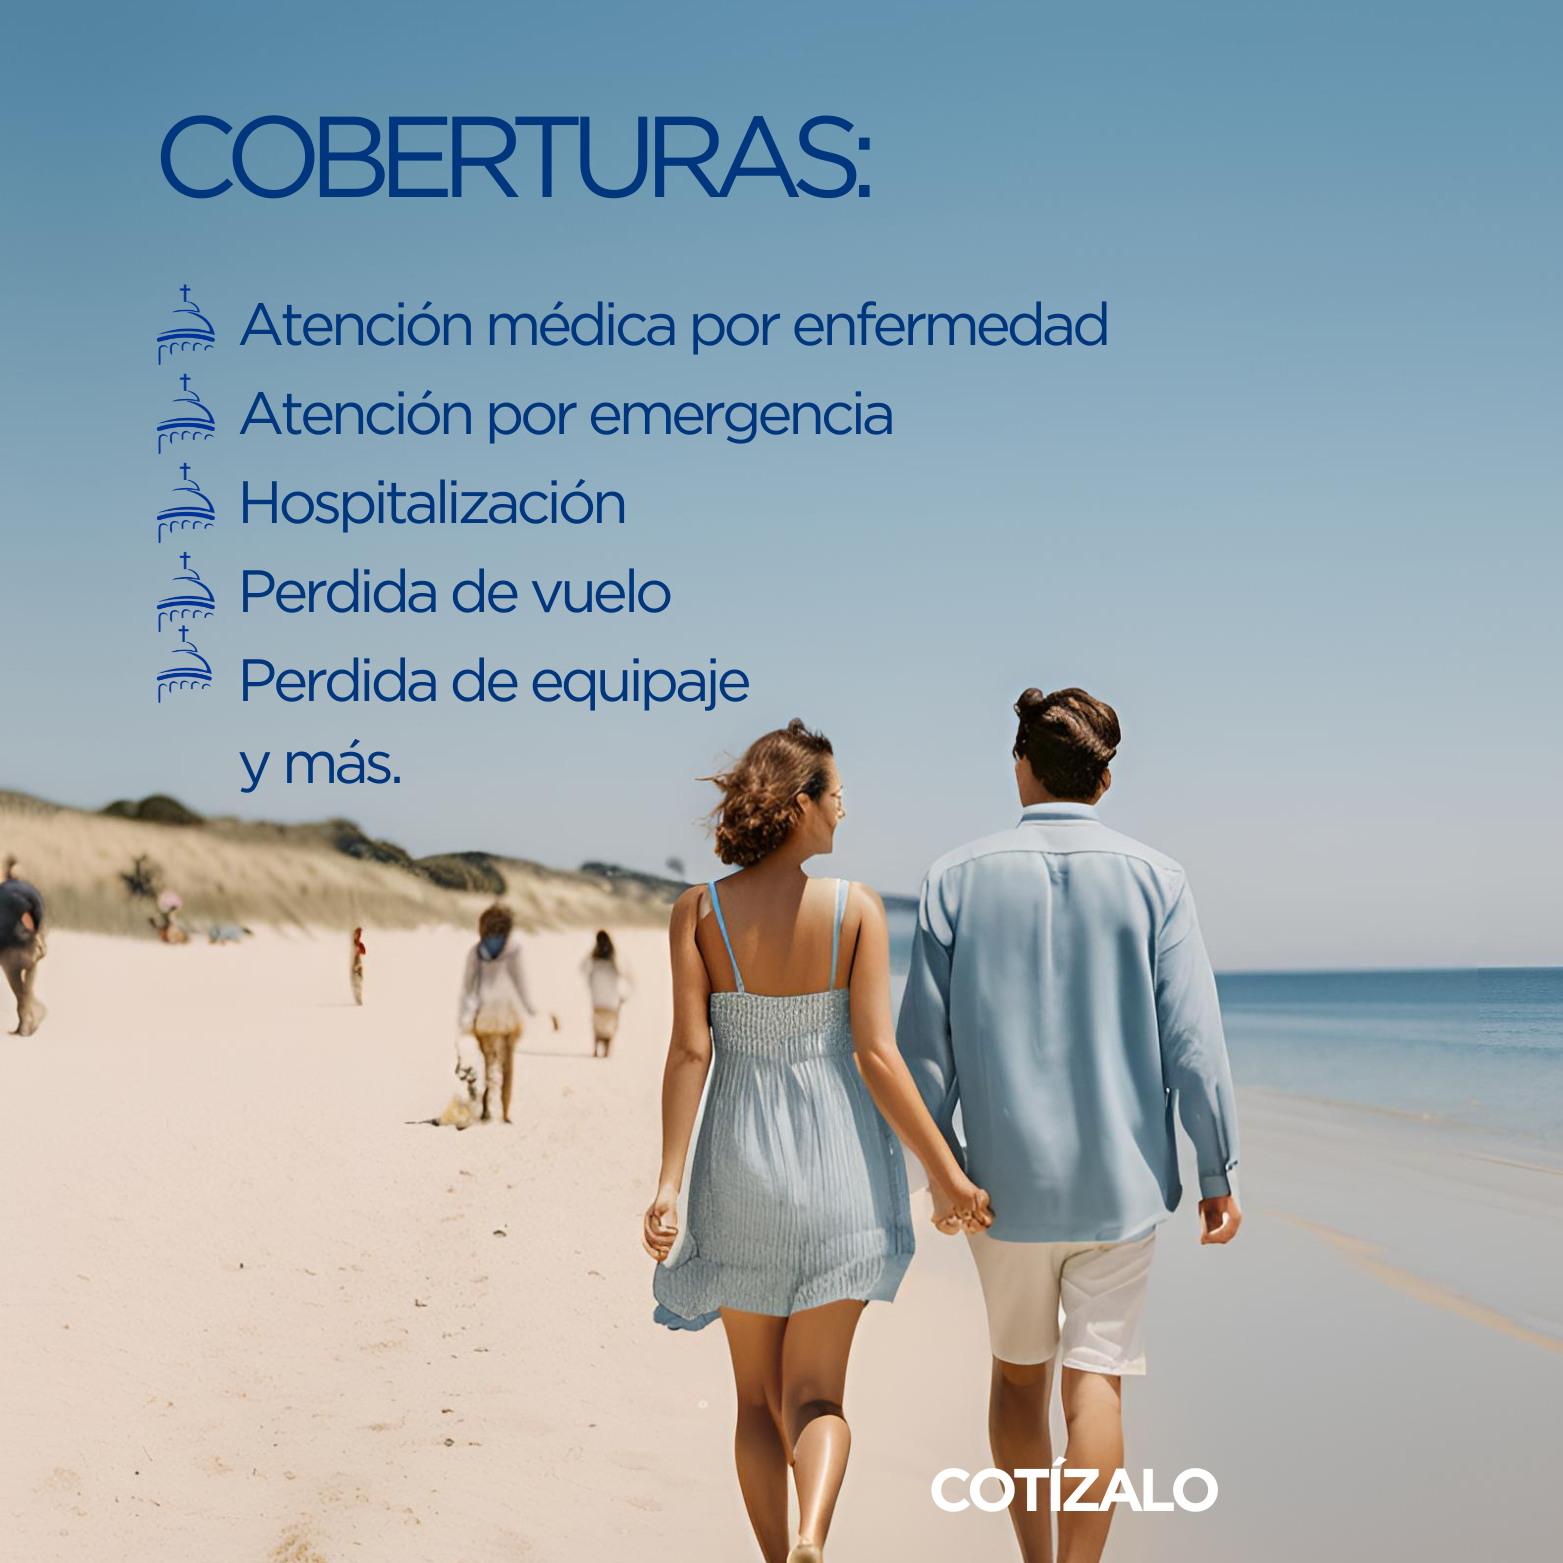 COBERTURAS:
Atención médica por enfermedad
Atención por emergencia
Hospitalización
Perdida de vuelo
Perdida de equipaje
y más.
COTÍZALO